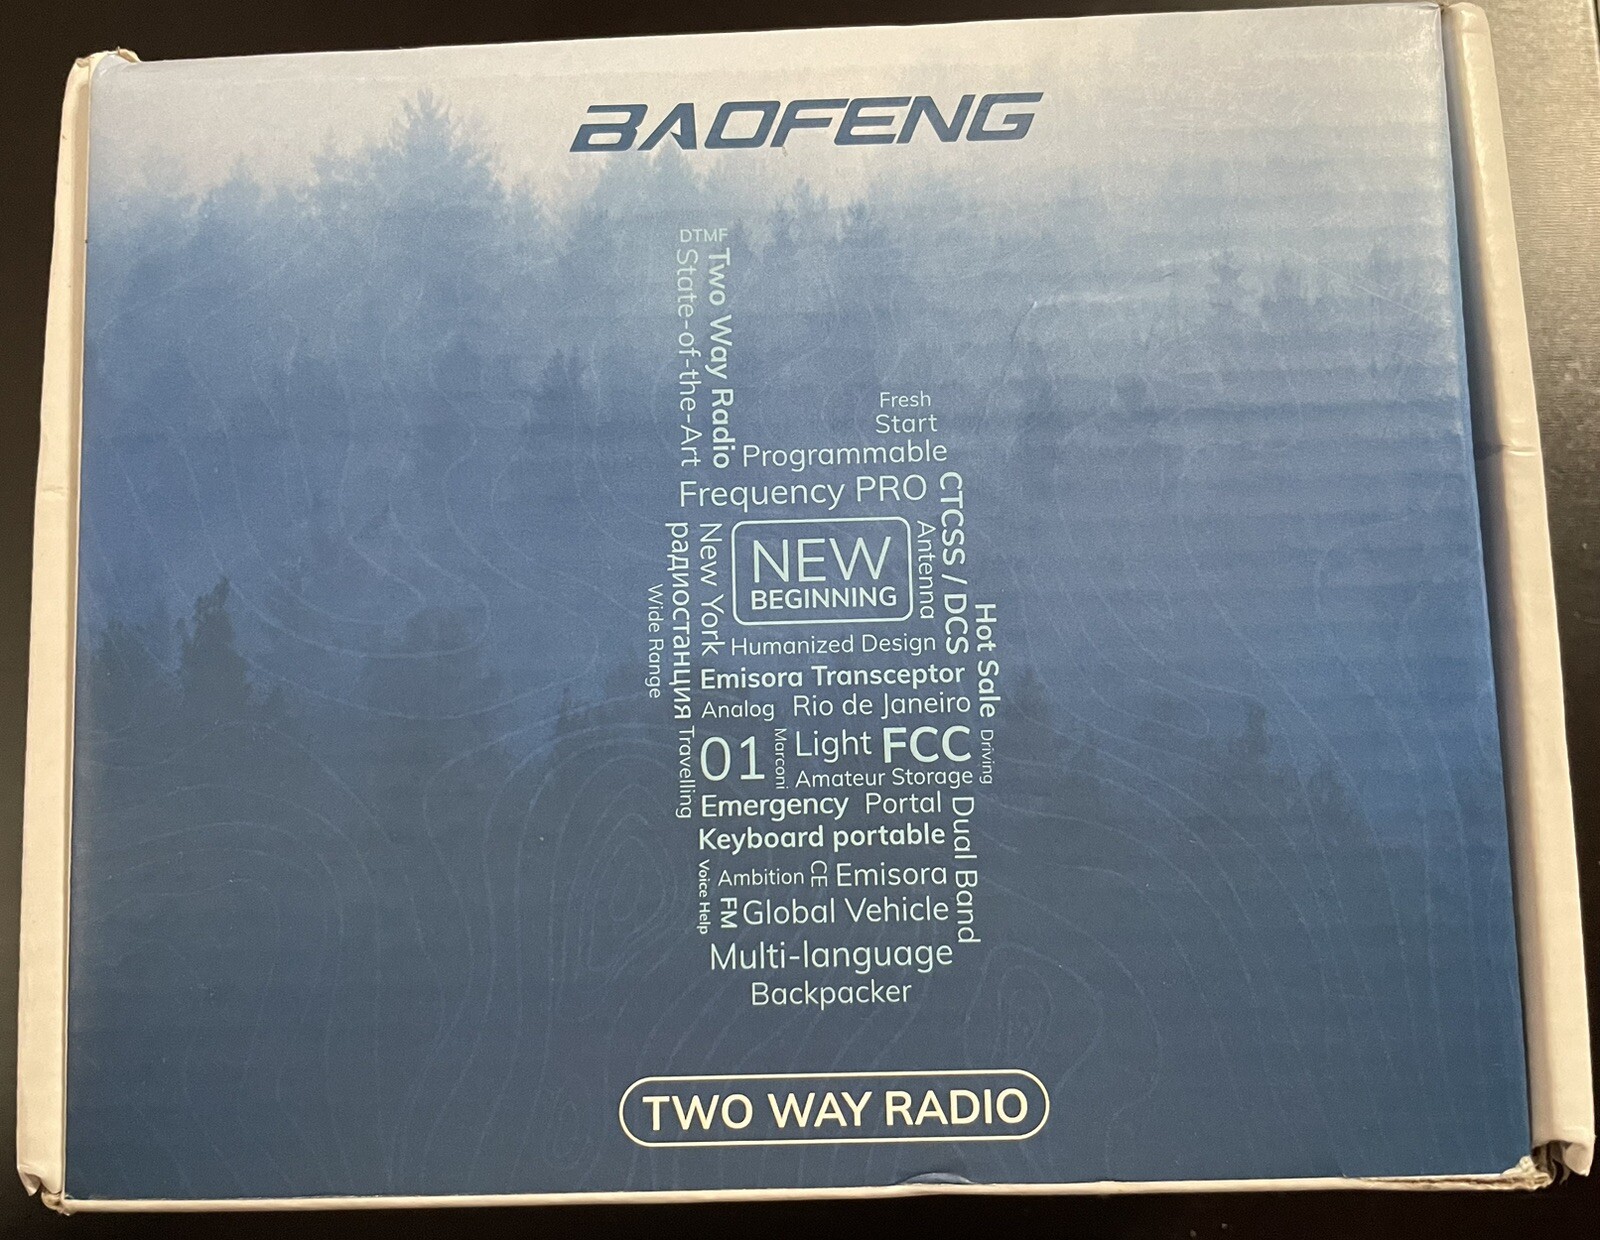 BAOFENG
DTMF
Two Way Radio
State-of-the-Art
Fresh
Start
Programmable
Frequency PRO
CTCSS / DCS
Antenna
NEW
BEGINNING
New York
радиостанция
Wide Range
Hot Sale
Humanized Design
Emisora Transceptor
Analog Rio de Janeiro
01
Marconi
Light FCC
Driving
Amateur Storage
Travelling
Emergency Portal
Keyboard portable
Dual Band
Voice Help
Ambition CE Emisora
FM Global Vehicle
Multi-language
Backpacker
TWO WAY RADIO